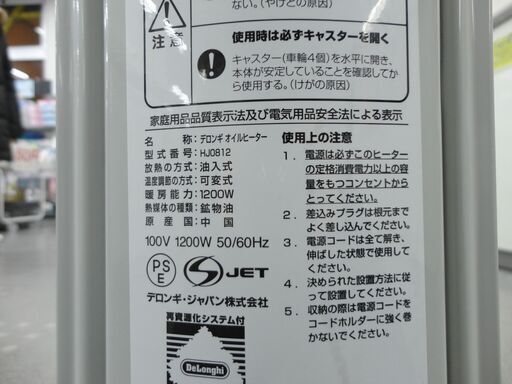 ない。（やけどの原因）
注意
使用時は必ずキャスターを開く
キャスター（車輪4個）を水平に開き、
本体が安定していることを確認してか
ら使用する。（けがの原因）
家庭用品品質表示法及び電気用品安全法による表示
名称：デロンギオイルヒーター
型式番号：HJ0812
放熱の方式：油入式
温度調節の方式：可変式
暖房能力：1200W
熱媒体の種類：鉱物油
原産国：中国
100V 1200W 50/60Hz
PS
E
S JET
デロンギ・ジャパン株式会社
再資源化システム付
DeLonghi
使用上の注意
1．電源は必ずこのヒーター
の定格消費電力以上の容
量をもつコンセントから
とってください。
2．差込みプラグは根元まで
よく差し込んでください。
3．電源コードは全て解き、
伸ばした状態で使用して
ください。
4．決められた設置方法に従
って設置してください。
5．収納の際は電源コードを
コードホルダーに強く巻
かないでください。